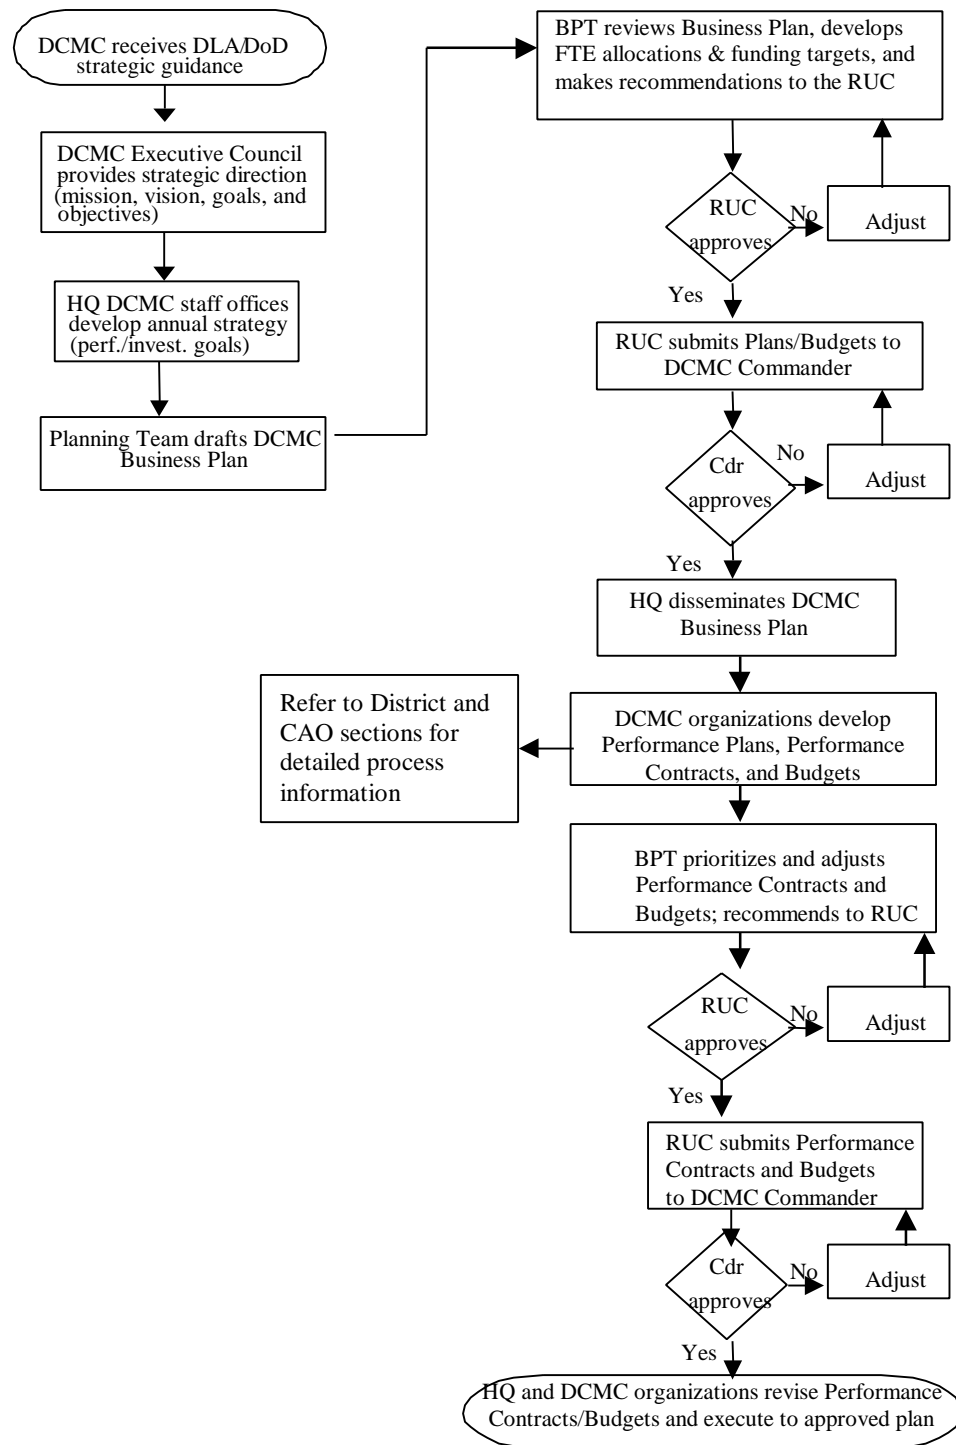 DCMC receives DLA/DoD
strategic guidance
DCMC Executive Council
provides strategic direction
(mission, vision, goals, and
objectives)
HQ DCMC staff offices
develop annual strategy
(perf./invest. goals)
Planning Team drafts DCMC
Business Plan
BPT reviews Business Plan, develops
FTE allocations & funding targets, and
makes recommendations to the RUC
RUC
approves
No
Adjust
Yes
RUC submits Plans/Budgets to
DCMC Commander
Cdr
approves
No
Adjust
Yes
HQ disseminates DCMC
Business Plan
DCMC organizations develop
Performance Plans, Performance
Contracts, and Budgets
Refer to District and
CAO sections for
detailed process
information
BPT prioritizes and adjusts
Performance Contracts and
Budgets; recommends to RUC
RUC
approves
No
Adjust
Yes
RUC submits Performance
Contracts and Budgets
to DCMC Commander
Cdr
approves
No
Adjust
Yes
HQ and DCMC organizations revise Performance
Contracts/Budgets and execute to approved plan